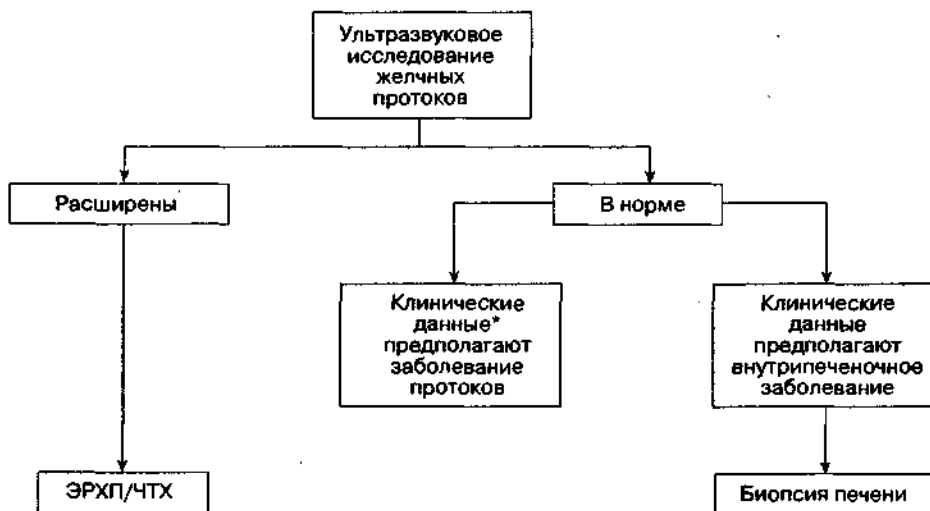 Ультразвуковое
исследование
желчных
протоков
Расширены
В норме
Клинические
данные*
предполагают
заболевание
протоков
Клинические
данные
предполагают
внутрипеченочное
заболевание
ЭРХП/ЧТХ
Биопсия печени